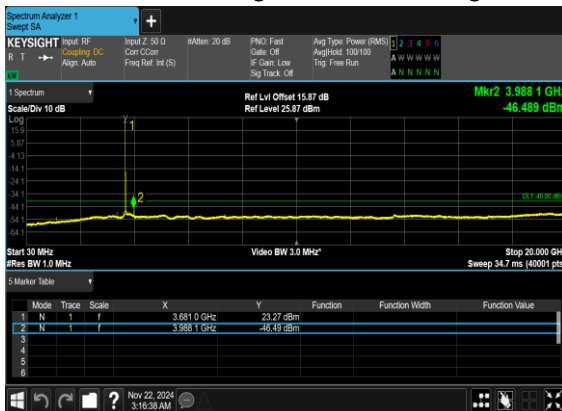 Spectrum Analyzer 1
Swept SA
KEYSIGHT Input: RF Input Z: 50 Ω #Atten: 20 dB PNO: Fast Avg Type: Power (RMS) 1 2 3 4 5 6
R T Coupling: DC Corr CCorr Gate: Off Avg|Hold: 100/100 A W W W W W
Align: Auto Freq Ref: Int (S) IF Gain: Low Trig: Free Run
Sig Track: Off A N N N N N
1 Spectrum Ref Lvl Offset 15.87 dB Mkr2 3.988 1 GHz
Scale/Div 10 dB Ref Level 25.87 dBm -46.489 dBm
Log
15.9 1
5.87
-4.13
-14.1
-24.1
-34.1 2
-44.1
-54.1
-64.1
Start 30 MHz Video BW 3.0 MHz* Stop 20.000 GHz
#Res BW 1.0 MHz Sweep 34.7 ms (40001 pts)
5 Marker Table
Mode Trace Scale X Y Function Function Width Function Value
1 N 1 f 3.681 0 GHz 23.27 dBm
2 N 1 f 3.988 1 GHz -46.49 dBm
3
4
5
6
? Nov 22, 2024
3:16:38 AM